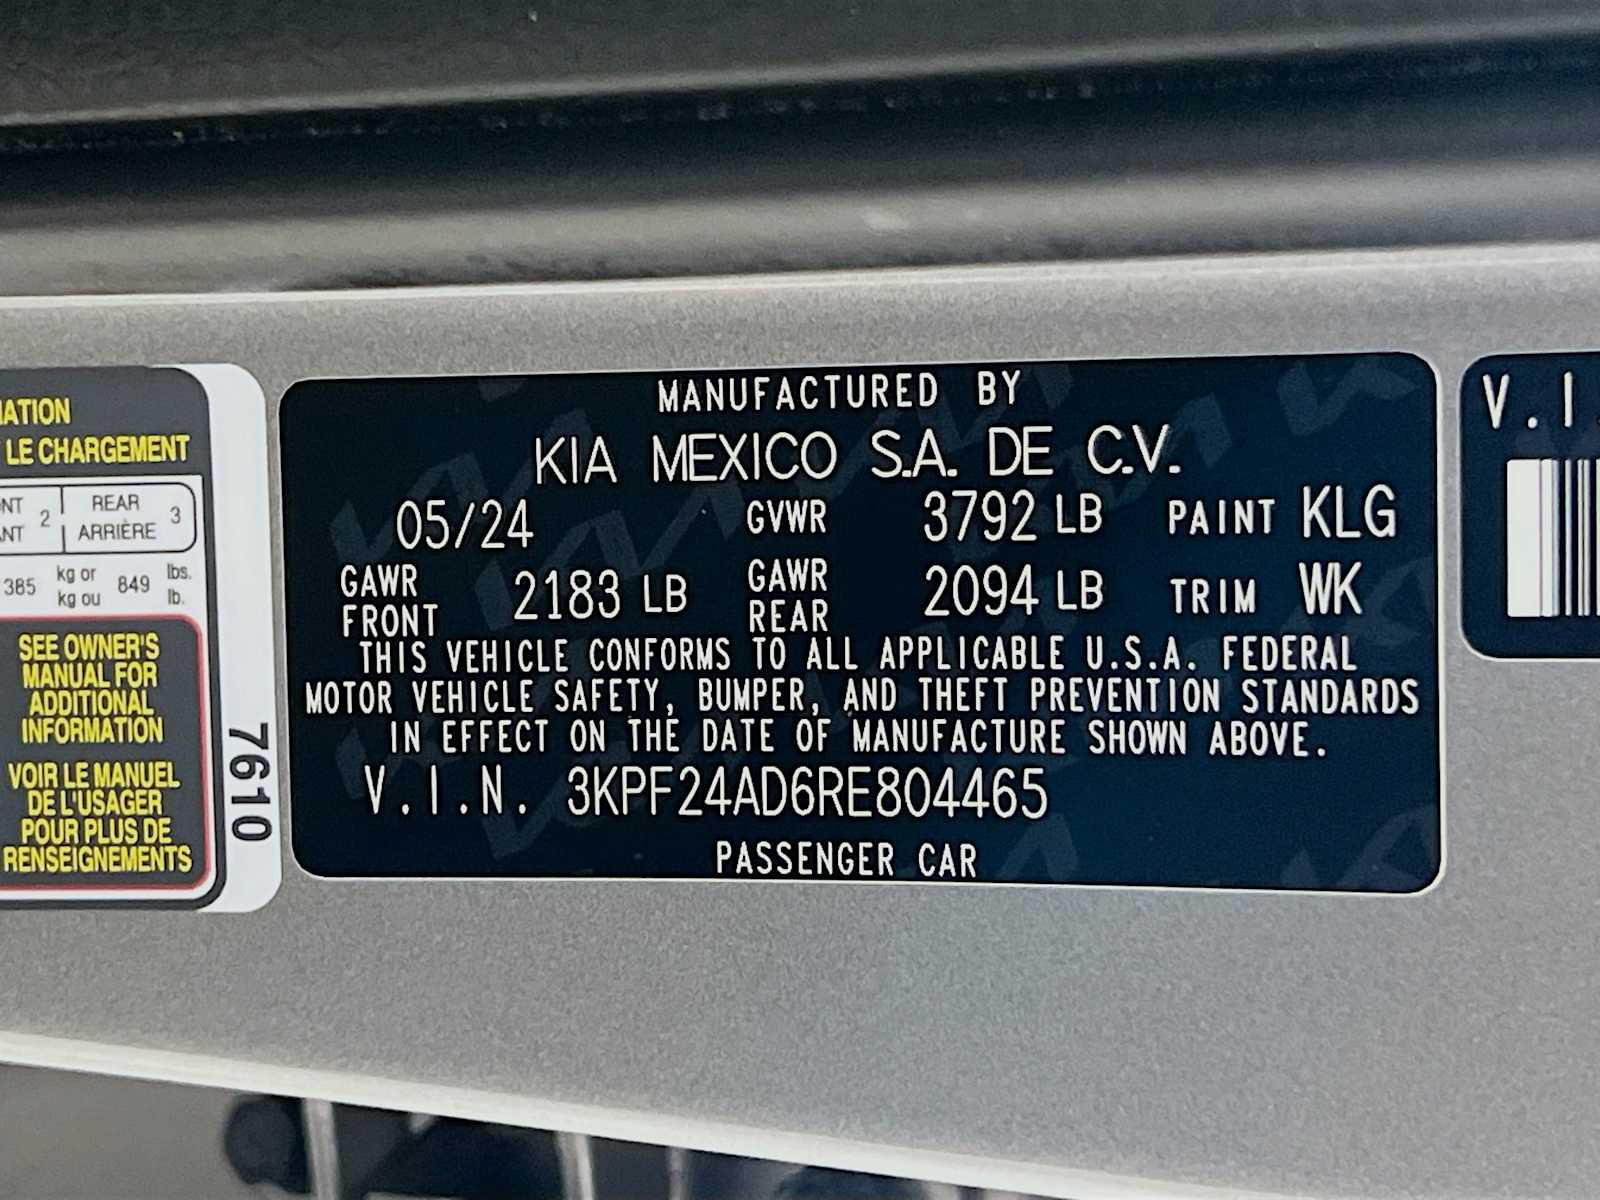 ATION
LE CHARGEMENT
REAR
ARRIÈRE
2
3
385 kg or 849 lbs.
kg ou lb.
SEE OWNER'S
MANUAL FOR
ADDITIONAL
INFORMATION
VOIR LE MANUEL
DE L'USAGER
POUR PLUS DE
RENSEIGNEMENTS
7610
MANUFACTURED BY
KIA MEXICO S.A. DE C.V.
05/24 GVWR 3792 LB PAINT KLG
GAWR FRONT 2183 LB GAWR REAR 2094 LB TRIM WK
THIS VEHICLE CONFORMS TO ALL APPLICABLE U.S.A. FEDERAL
MOTOR VEHICLE SAFETY, BUMPER, AND THEFT PREVENTION STANDARDS
IN EFFECT ON THE DATE OF MANUFACTURE SHOWN ABOVE.
V.I.N. 3KPF24AD6RE804465
PASSENGER CAR
V.I.